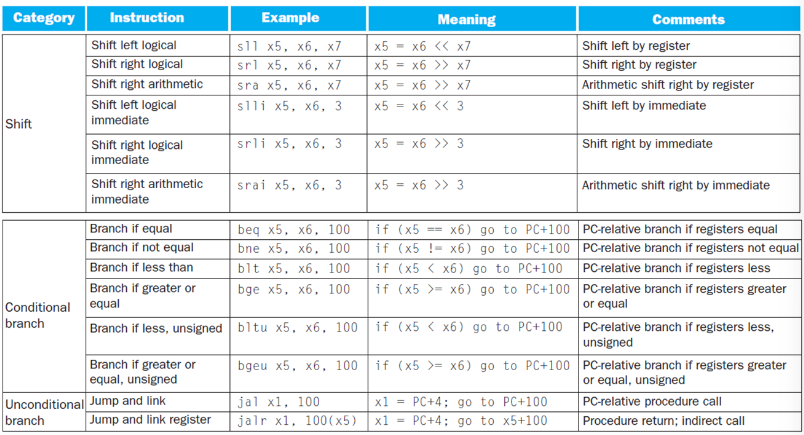 Category Instruction Example Meaning Comments
Shift left logical sll x5, x6, x7 x5 = x6 << x7 Shift left by register
Shift right logical srl x5, x6, x7 x5 = x6 >> x7 Shift right by register
Shift right arithmetic sra x5, x6, x7 x5 = x6 >> x7 Arithmetic shift right by register
Shift left logical slli x5, x6, 3 x5 = x6 << 3 Shift left by immediate
immediate
Shift
Shift right logical srli x5, x6, 3 x5 = x6 >> 3 Shift right by immediate
immediate
Shift right arithmetic srai x5, x6, 3 x5 = x6 >> 3 Arithmetic shift right by immediate
immediate
Branch if equal beq x5, x6, 100 if (x5 == x6) go to PC+100 PC-relative branch if registers equal
Branch if not equal bne x5, x6, 100 if (x5 != x6) go to PC+100 PC-relative branch if registers not equal
Branch if less than blt x5, x6, 100 if (x5 < x6) go to PC+100 PC-relative branch if registers less
Branch if greater or bge x5, x6, 100 if (x5 >= x6) go to PC+100 PC-relative branch if registers greater
equal or equal
Conditional
branch Branch if less, unsigned bltu x5, x6, 100 if (x5 < x6) go to PC+100 PC-relative branch if registers less,
unsigned
Branch if greater or bgeu x5, x6, 100 if (x5 >= x6) go to PC+100 PC-relative branch if registers greater
equal, unsigned or equal, unsigned
Unconditional Jump and link jal x1, 100 x1 = PC+4; go to PC+100 PC-relative procedure call
branch Jump and link register jalr x1, 100(x5) x1 = PC+4; go to x5+100 Procedure return; indirect call